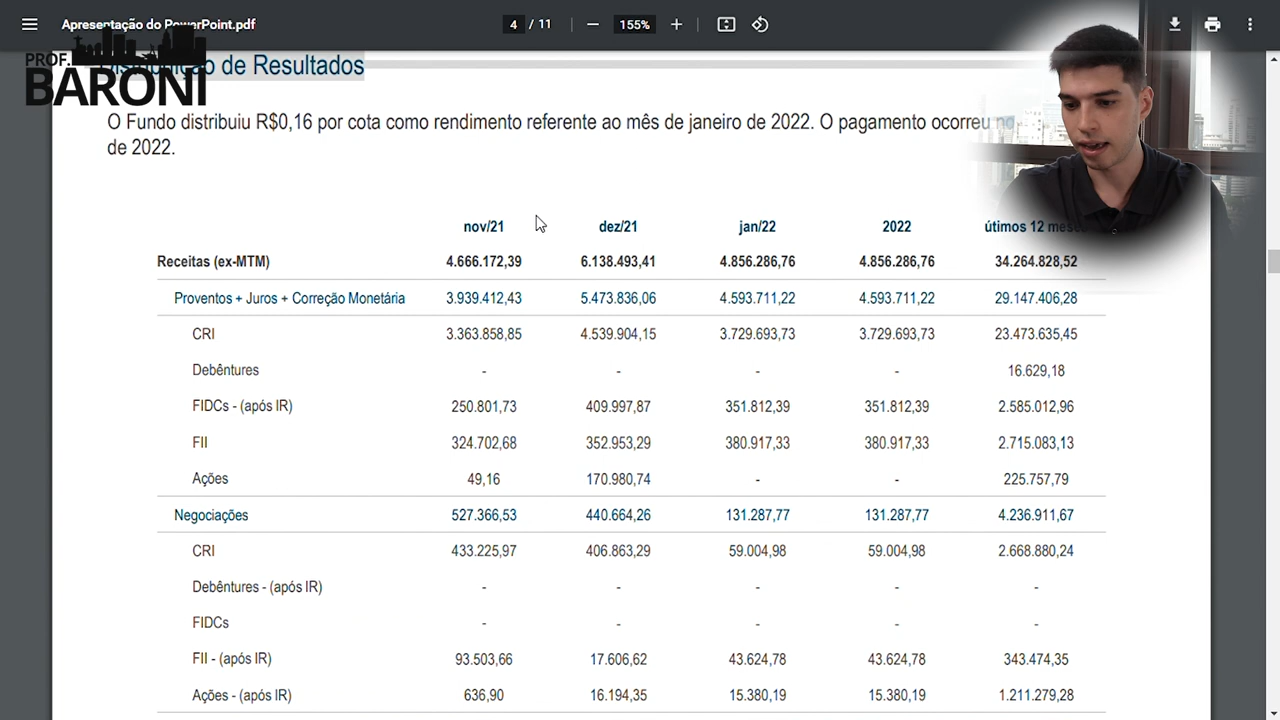 Apresentação do PowerPoint.pdf
4 / 11
155%
PROF.
BARONI
de Resultados
O Fundo distribuiu R$0,16 por cota como rendimento referente ao mês de janeiro de 2022. O pagamento ocorreu no
de 2022.
nov/21 dez/21 jan/22 2022 útimos 12 meses
Receitas (ex-MTM) 4.666.172,39 6.138.493,41 4.856.286,76 4.856.286,76 34.264.828,52
Proventos + Juros + Correção Monetária 3.939.412,43 5.473.836,06 4.593.711,22 4.593.711,22 29.147.406,28
CRI 3.363.858,85 4.539.904,15 3.729.693,73 3.729.693,73 23.473.635,45
Debêntures - - - - 16.629,18
FIDCs - (após IR) 250.801,73 409.997,87 351.812,39 351.812,39 2.585.012,96
FII 324.702,68 352.953,29 380.917,33 380.917,33 2.715.083,13
Ações 49,16 170.980,74 - - 225.757,79
Negociações 527.366,53 440.664,26 131.287,77 131.287,77 4.236.911,67
CRI 433.225,97 406.863,29 59.004,98 59.004,98 2.668.880,24
Debêntures - (após IR) - - - - -
FIDCs - - - - -
FII - (após IR) 93.503,66 17.606,62 43.624,78 43.624,78 343.474,35
Ações - (após IR) 636,90 16.194,35 15.380,19 15.380,19 1.211.279,28